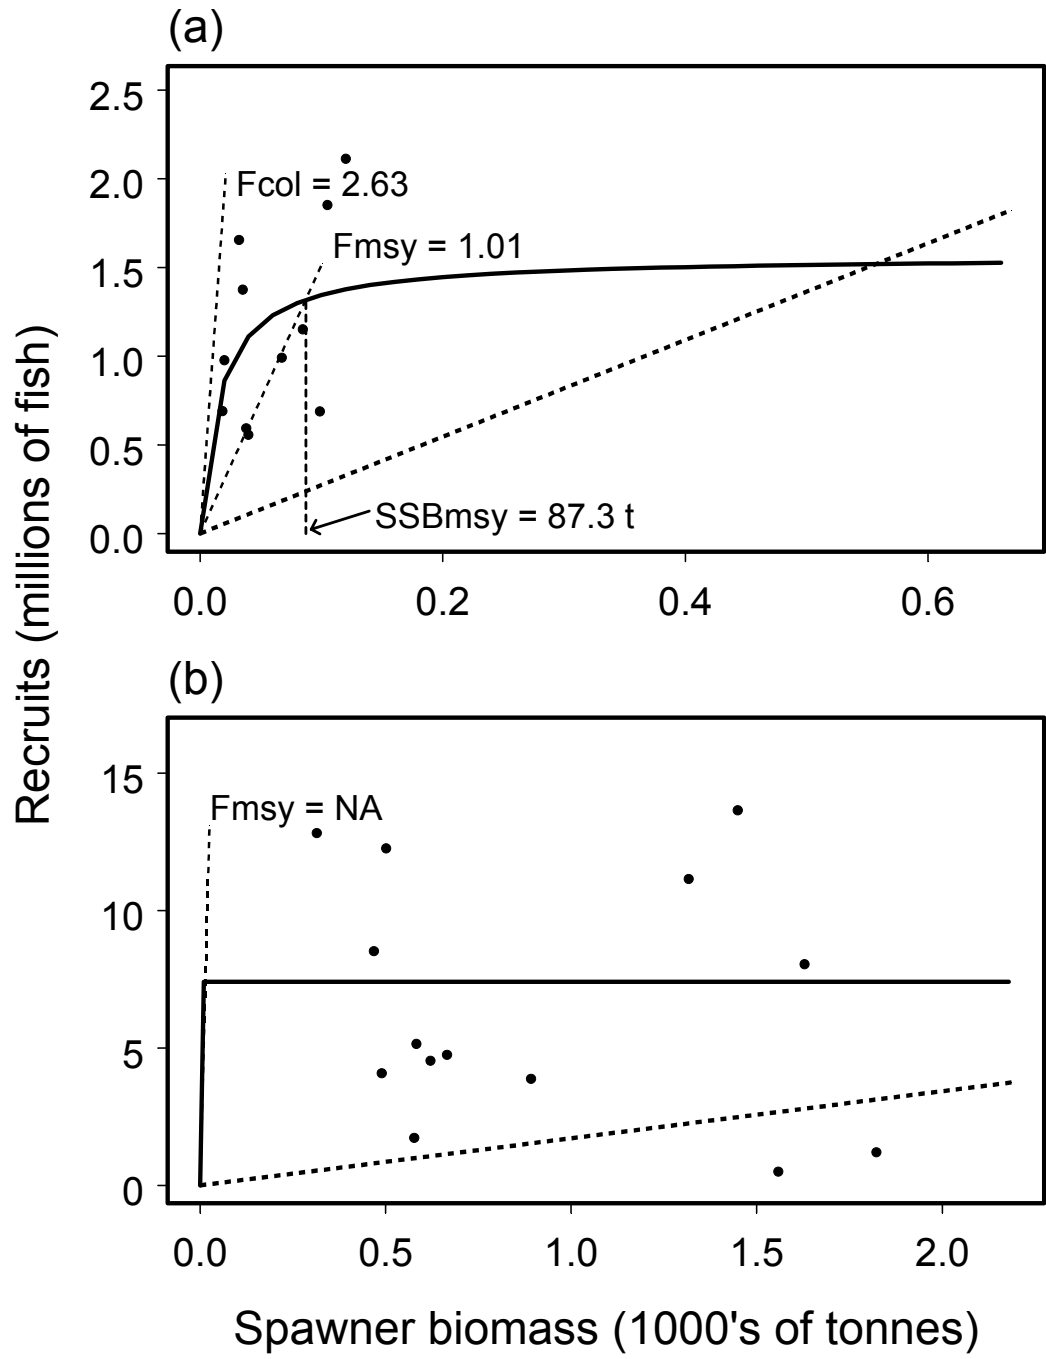 (a)
2.5
2.0
1.5
1.0
0.5
0.0
Fcol = 2.63
Fmsy = 1.01
SSBmsy = 87.3 t
0.0 0.2 0.4 0.6
Recruits (millions of fish)
(b)
15
10
5
0
Fmsy = NA
0.0 0.5 1.0 1.5 2.0
Spawner biomass (1000's of tonnes)